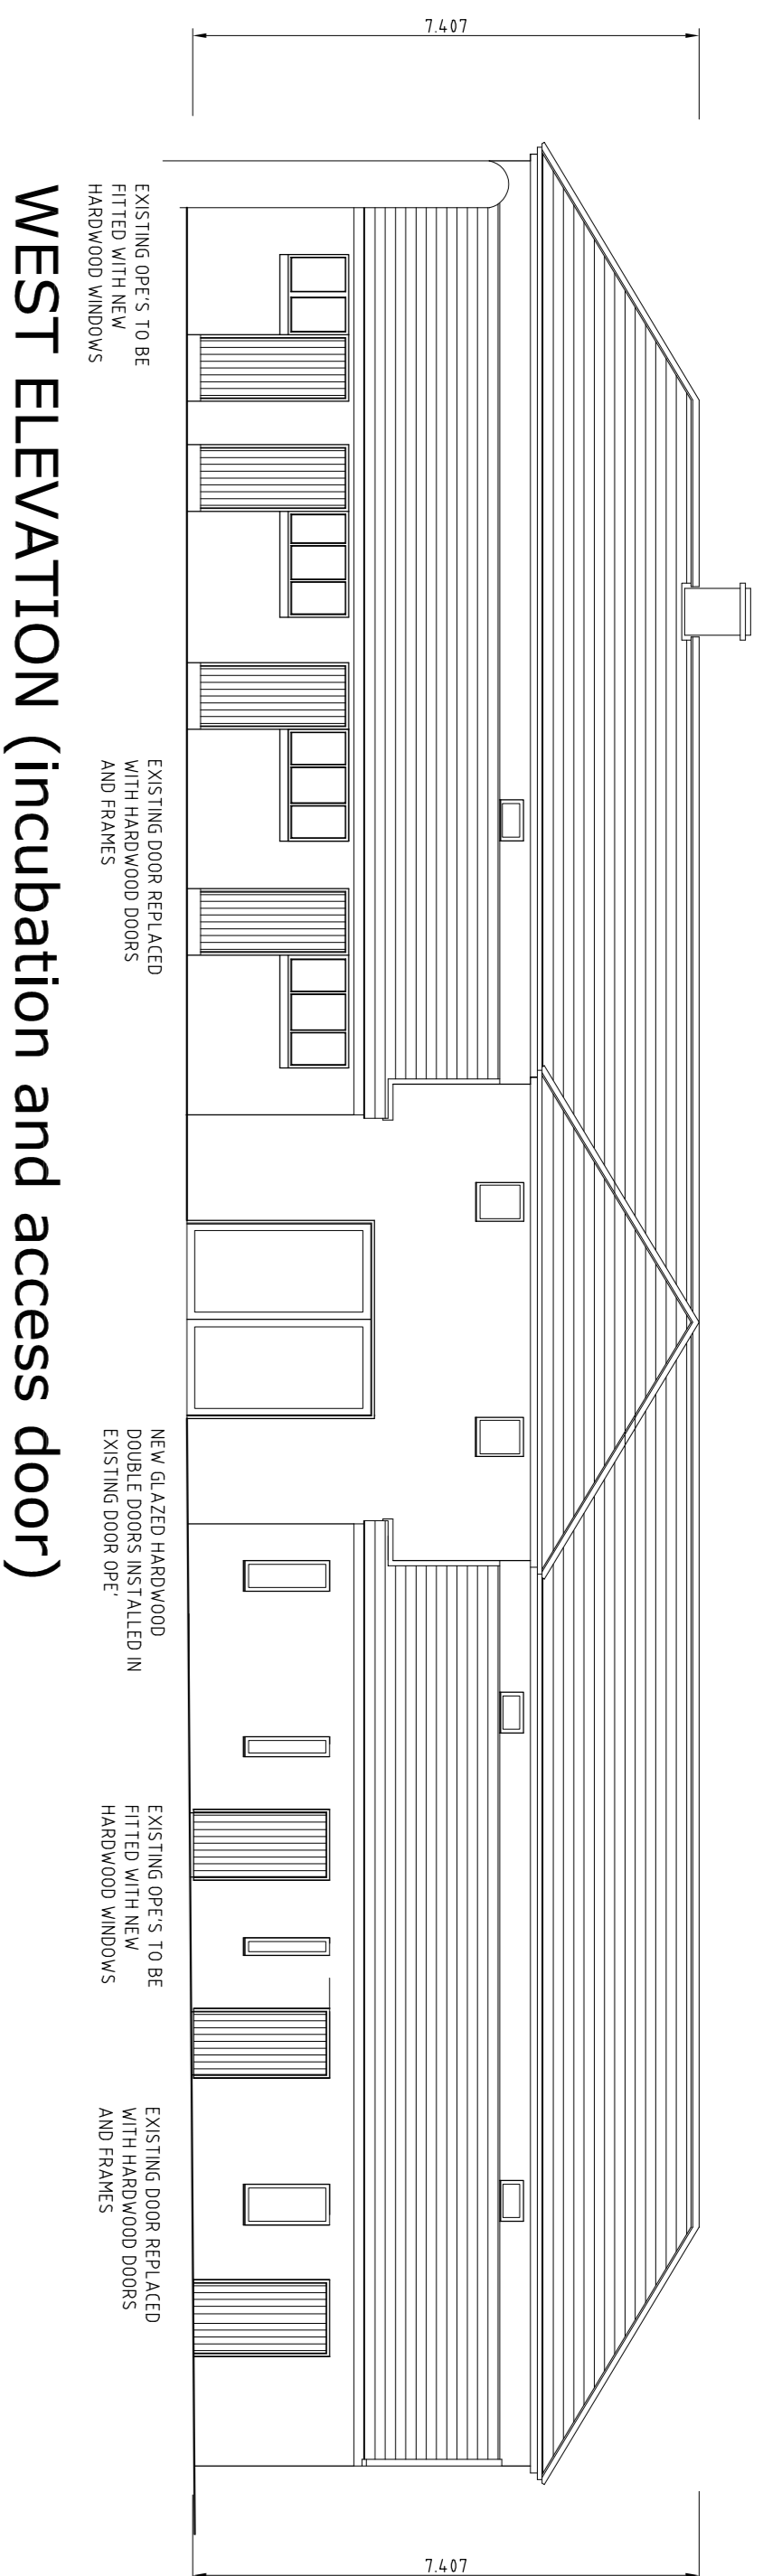 7.407
EXISTING OPE'S TO BE
FITTED WITH NEW
HARDWOOD WINDOWS
EXISTING DOOR REPLACED
WITH HARDWOOD DOORS
AND FRAMES
NEW GLAZED HARDWOOD
DOUBLE DOORS INSTALLED IN
EXISTING DOOR OPE'
EXISTING OPE'S TO BE
FITTED WITH NEW
HARDWOOD WINDOWS
EXISTING DOOR REPLACED
WITH HARDWOOD DOORS
AND FRAMES
7.407
WEST ELEVATION (incubation and access door)